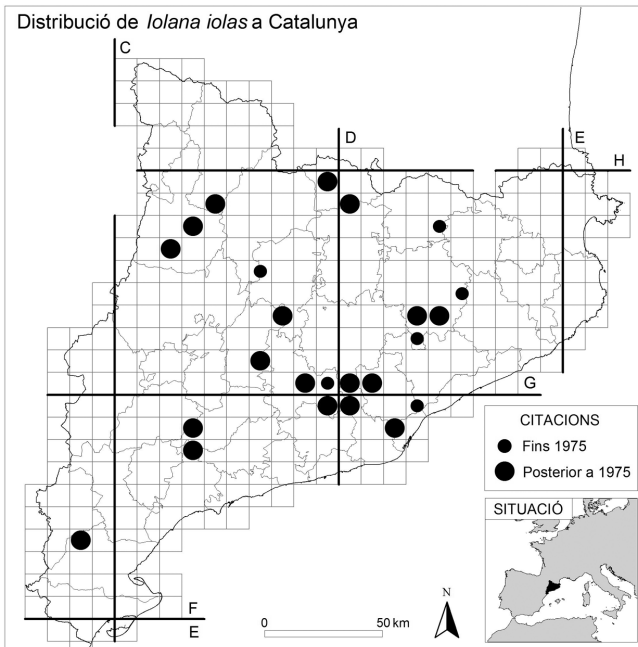 Distribució de Iolana iolas a Catalunya
C
D
E
H
G
CITACIONS
Fins 1975
Posterior a 1975
SITUACIÓ
N
F
E
0 50 km